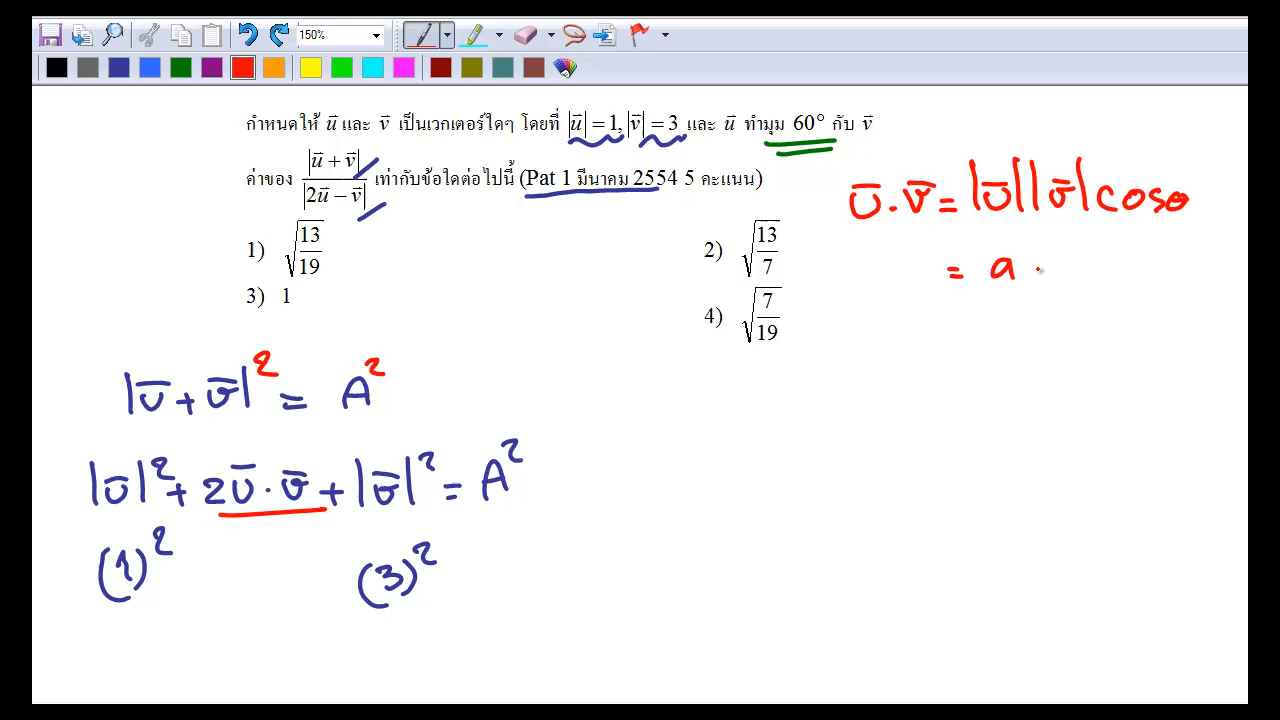 150%
กำหนดให้ u⃗ และ v⃗ เป็นเวกเตอร์ใดๆ โดยที่ |u⃗| = 1, |v⃗| = 3 และ u⃗ ทำมุม 60° กับ v⃗
ค่าของ |u⃗ + v⃗| / |2u⃗ − v⃗| เท่ากับข้อใดต่อไปนี้ (Pat 1 มีนาคม 2554 5 คะแนน)
1) √(13/19)
2) √(13/7)
3) 1
4) √(7/19)
ū·v̄ = |ū||v̄|cosθ
= a ·
|ū + v̄|² = A²
|ū|² + 2ū·v̄ + |v̄|² = A²
(1)² (3)²